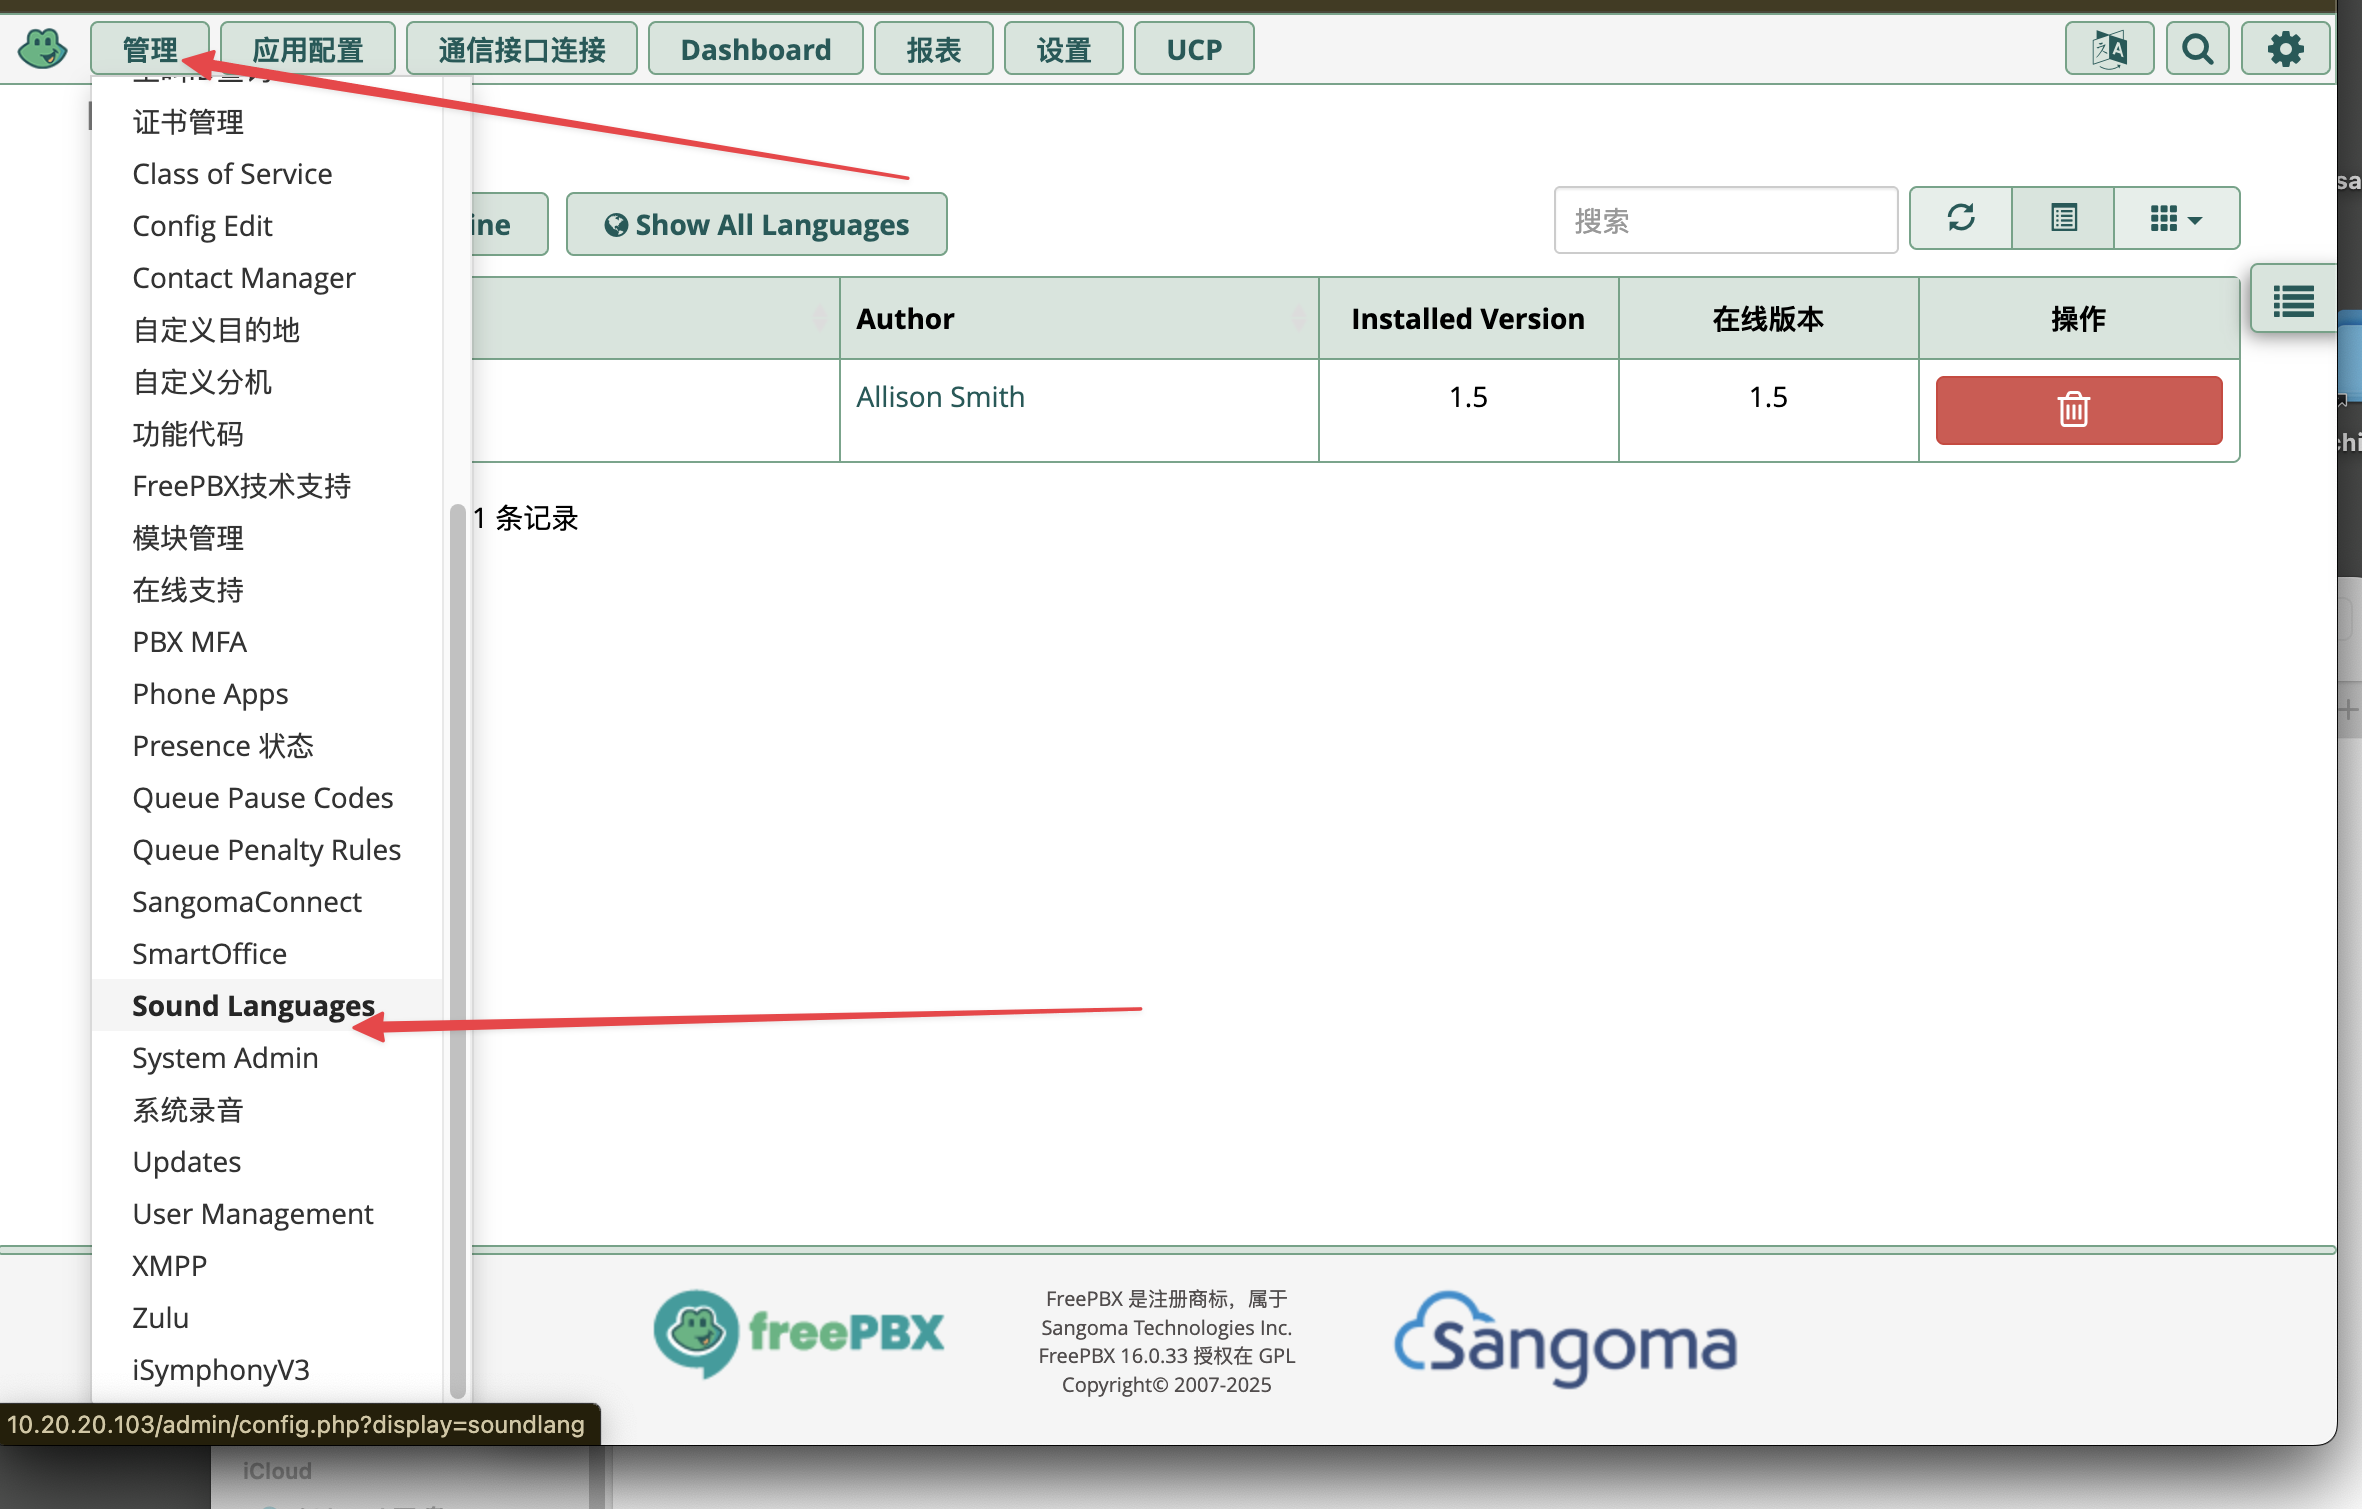 管理
应用配置
通信接口连接
Dashboard
报表
设置
UCP
证书管理
Class of Service
Config Edit
Contact Manager
自定义目的地
自定义分机
功能代码
FreePBX技术支持
模块管理
在线支持
PBX MFA
Phone Apps
Presence 状态
Queue Pause Codes
Queue Penalty Rules
SangomaConnect
SmartOffice
Sound Languages
System Admin
系统录音
Updates
User Management
XMPP
Zulu
iSymphonyV3
ine
Show All Languages
搜索
Author
Installed Version
在线版本
操作
Allison Smith
1.5
1.5
1 条记录
freePBX
FreePBX 是注册商标，属于
Sangoma Technologies Inc.
FreePBX 16.0.33 授权在 GPL
Copyright© 2007-2025
Sangoma
10.20.20.103/admin/config.php?display=soundlang
iCloud